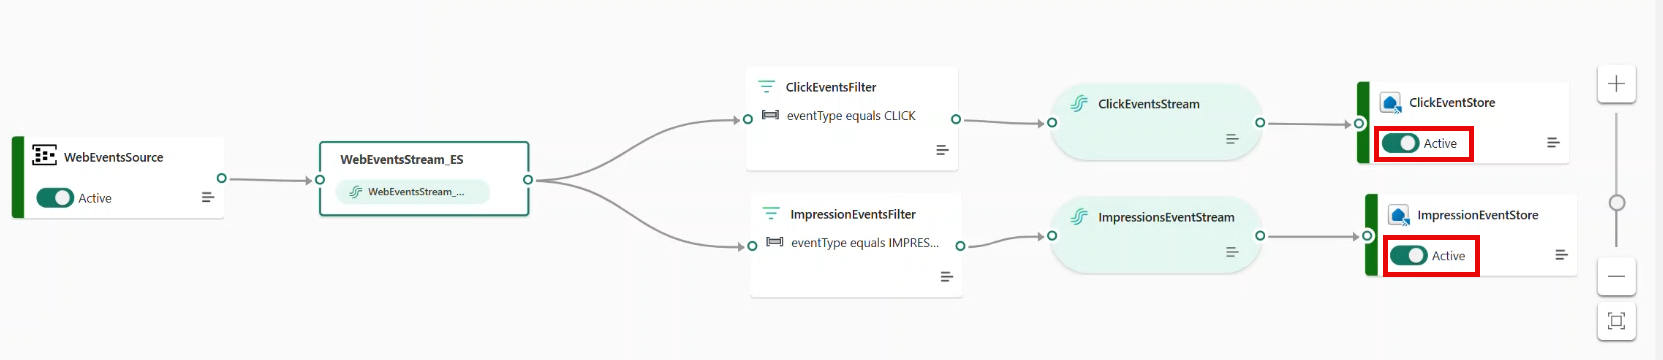 WebEventsSource
Active
WebEventsStream_ES
WebEventsStream_...
ClickEventsFilter
eventType equals CLICK
ImpressionEventsFilter
eventType equals IMPRES...
ClickEventsStream
ImpressionsEventStream
ClickEventStore
Active
ImpressionEventStore
Active